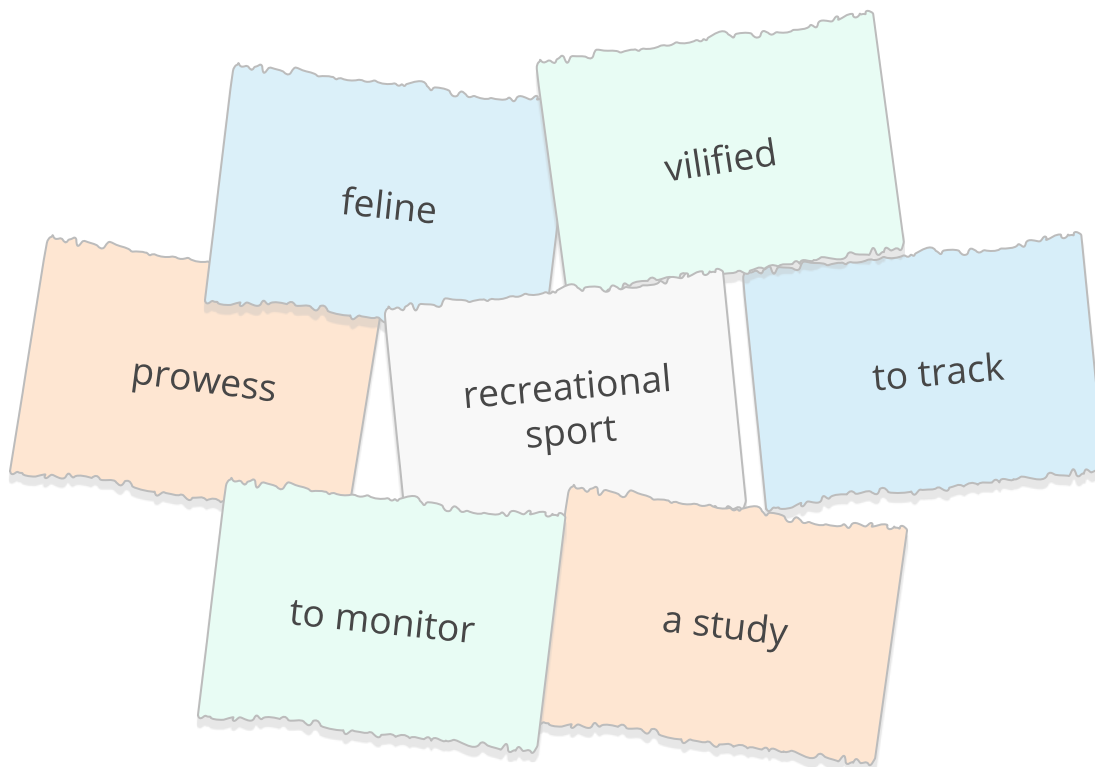 feline
vilified
prowess
recreational
sport
to track
to monitor
a study